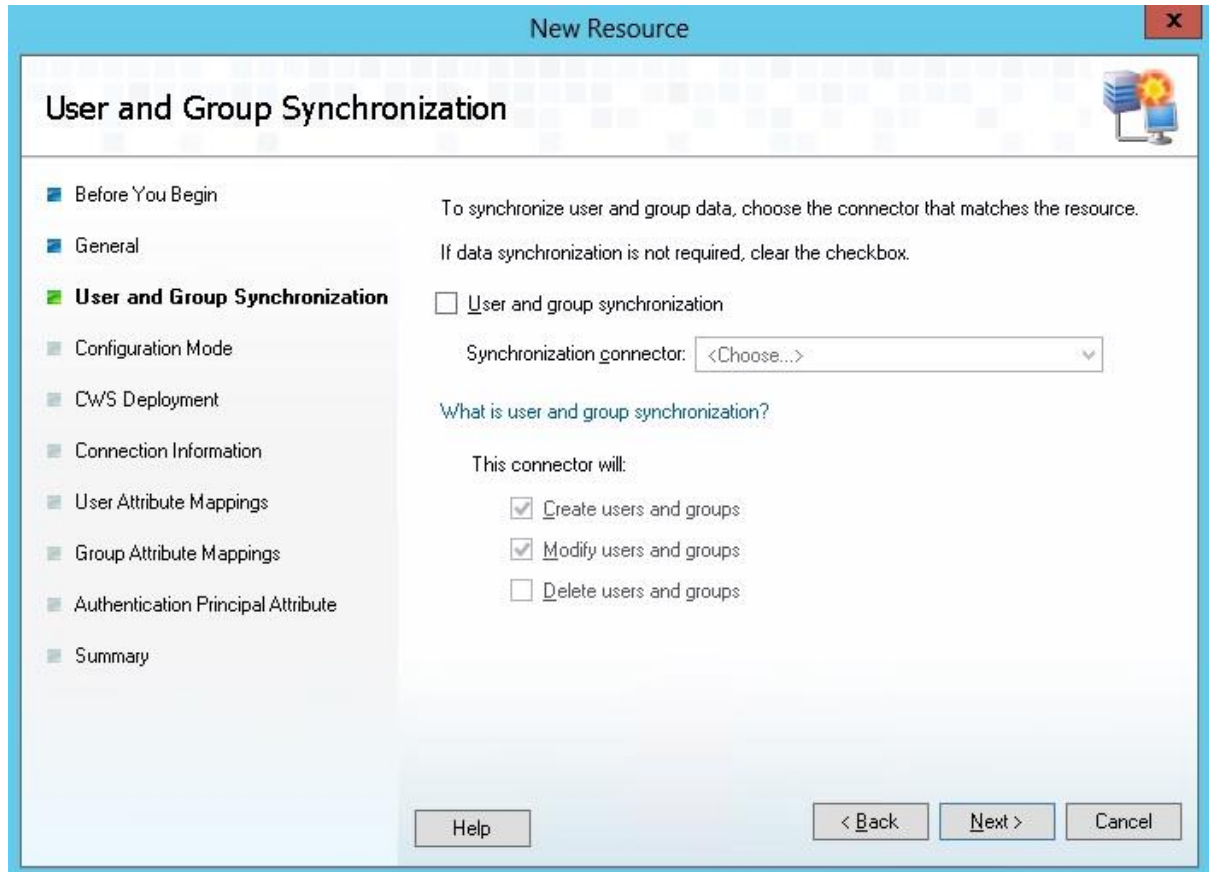 New Resource
x
User and Group Synchronization
Before You Begin
General
User and Group Synchronization
Configuration Mode
CWS Deployment
Connection Information
User Attribute Mappings
Group Attribute Mappings
Authentication Principal Attribute
Summary
To synchronize user and group data, choose the connector that matches the resource.
If data synchronization is not required, clear the checkbox.
User and group synchronization
Synchronization connector: <Choose...>
What is user and group synchronization?
This connector will:
Create users and groups
Modify users and groups
Delete users and groups
Help
< Back
Next >
Cancel